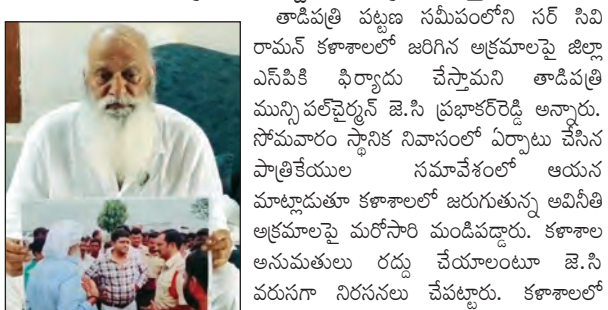 తాడిపత్రి పట్టణ సమీపంలోని సర్ సివి
రామన్ కళాశాలలో జరిగిన అక్రమాలపై జిల్లా
ఎస్‌పికి ఫిర్యాదు చేస్తామని తాడిపత్రి
మున్సిపల్‌చైర్మన్ జె.సి ప్రభాకర్‌రెడ్డి అన్నారు.
సోమవారం స్థానిక నివాసంలో ఏర్పాటు చేసిన
పాత్రికేయుల సమావేశంలో ఆయన
మాట్లాడుతూ కళాశాలలో జరుగుతున్న అవినీతి
అక్రమాలపై మరోసారి మండిపడ్డారు. కళాశాల
అనుమతులు రద్దు చేయాలంటూ జె.సి
వరుసగా నిరసనలు చేపట్టారు. కళాశాలలో